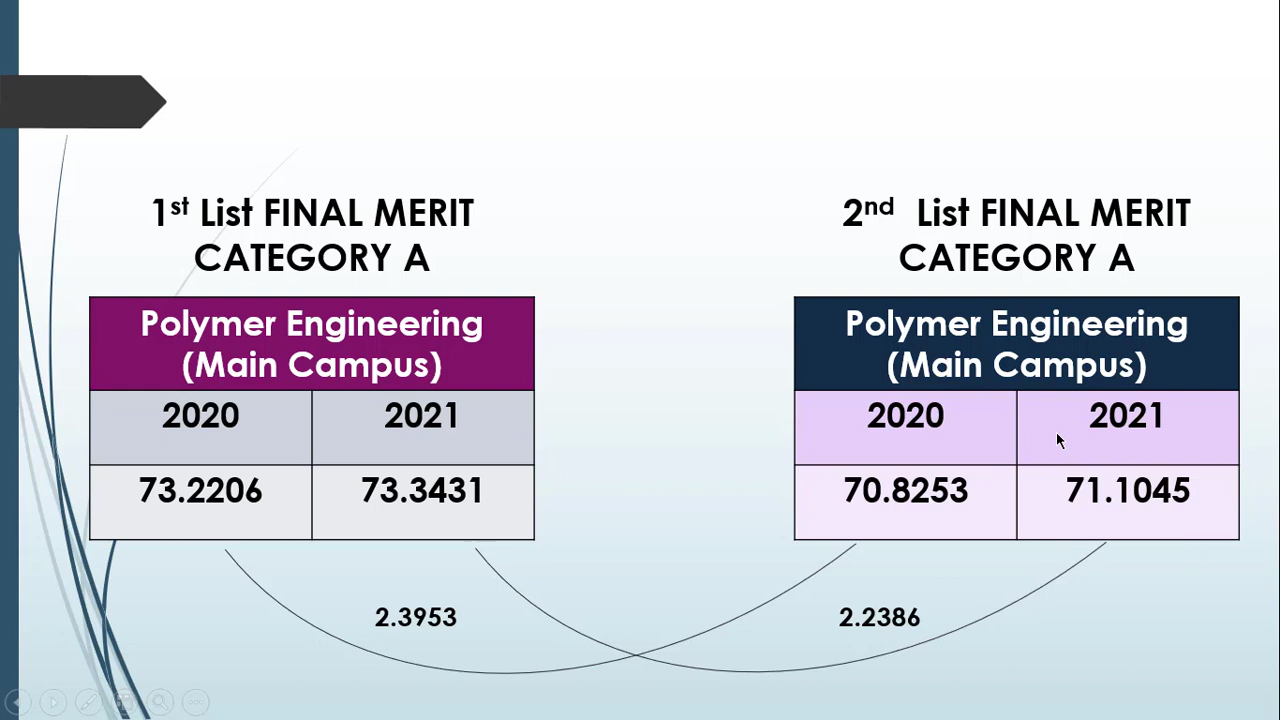 1st List FINAL MERIT
CATEGORY A
Polymer Engineering
(Main Campus)
2020 2021
73.2206 73.3431
2nd List FINAL MERIT
CATEGORY A
Polymer Engineering
(Main Campus)
2020 2021
70.8253 71.1045
2.3953
2.2386